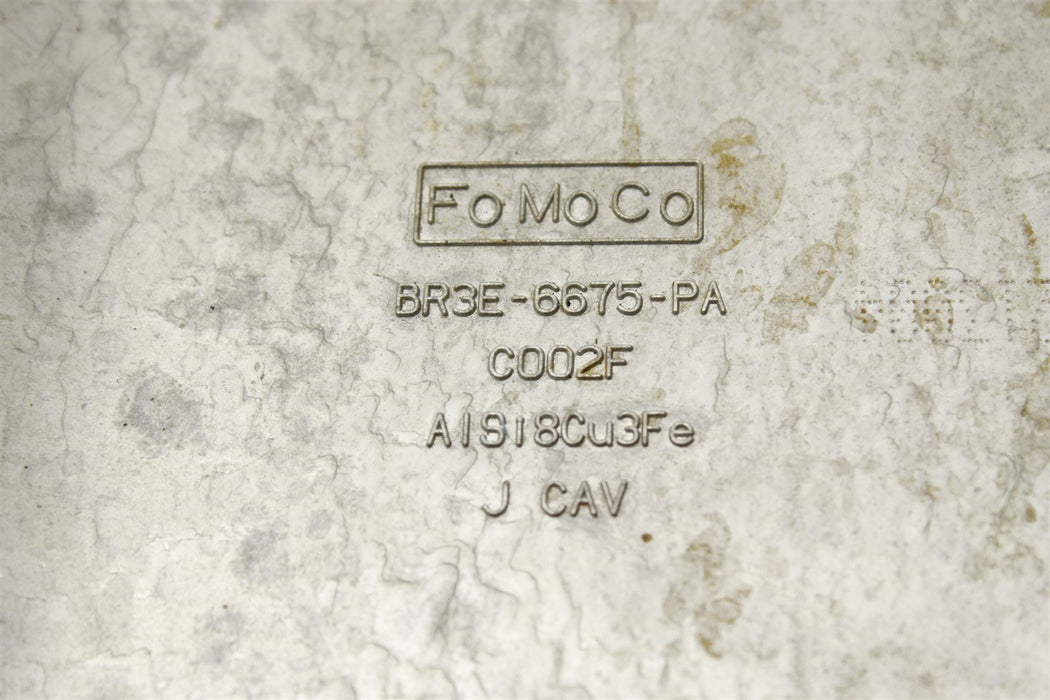 FoMoCo
BR3E-6675-PA
C002F
AlSi8Cu3Fe
J CAV